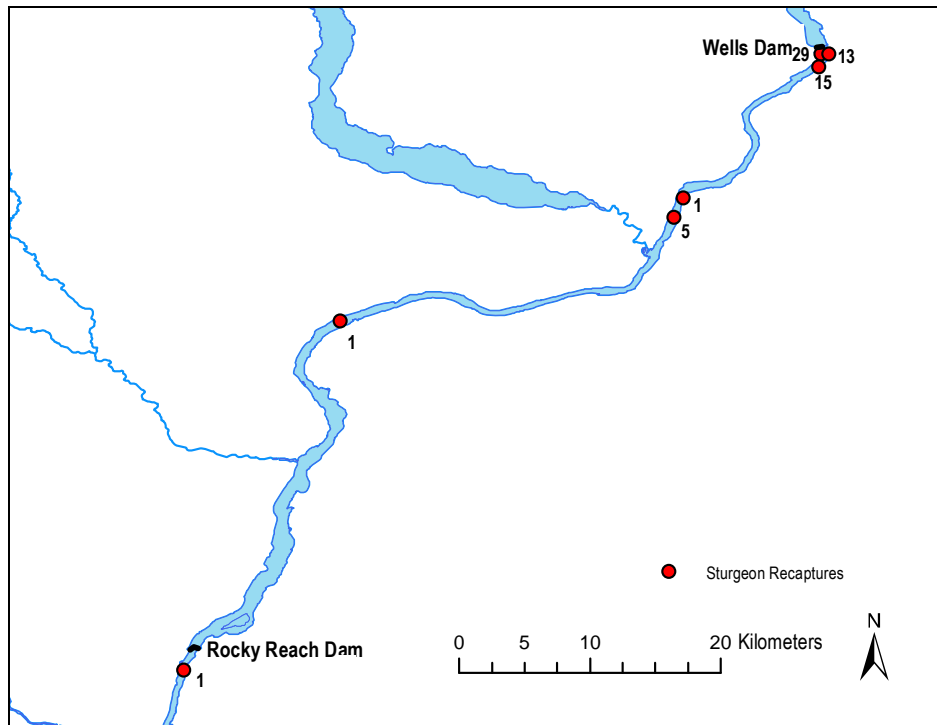 Wells Dam 29 13
15
1
5
1
Sturgeon Recaptures
N
0 5 10 20 Kilometers
Rocky Reach Dam
1